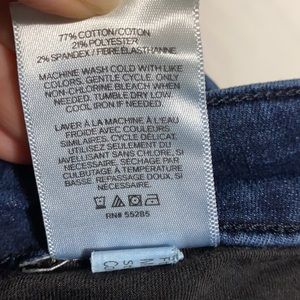 77% COTTON/COTON
21% POLYESTER
2% SPANDEX / FIBRE ÉLASTHANNE
MACHINE WASH COLD WITH LIKE
COLORS. GENTLE CYCLE. ONLY
NON-CHLORINE BLEACH WHEN
NEEDED. TUMBLE DRY LOW.
COOL IRON IF NEEDED.
LAVER À LA MACHINE À L'EAU
FROIDE AVEC COULEURS
SIMILAIRES. CYCLE DÉLICAT.
UTILISEZ SEULEMENT DU
JAVELLISANT SANS CHLORE, SI
NÉCESSAIRE. SÉCHAGE PAR
CULBUTAGE À TEMPÉRATURE
BASSE. REPASSAGE DOUX, SI
NÉCESSAIRE.
RN# 55285